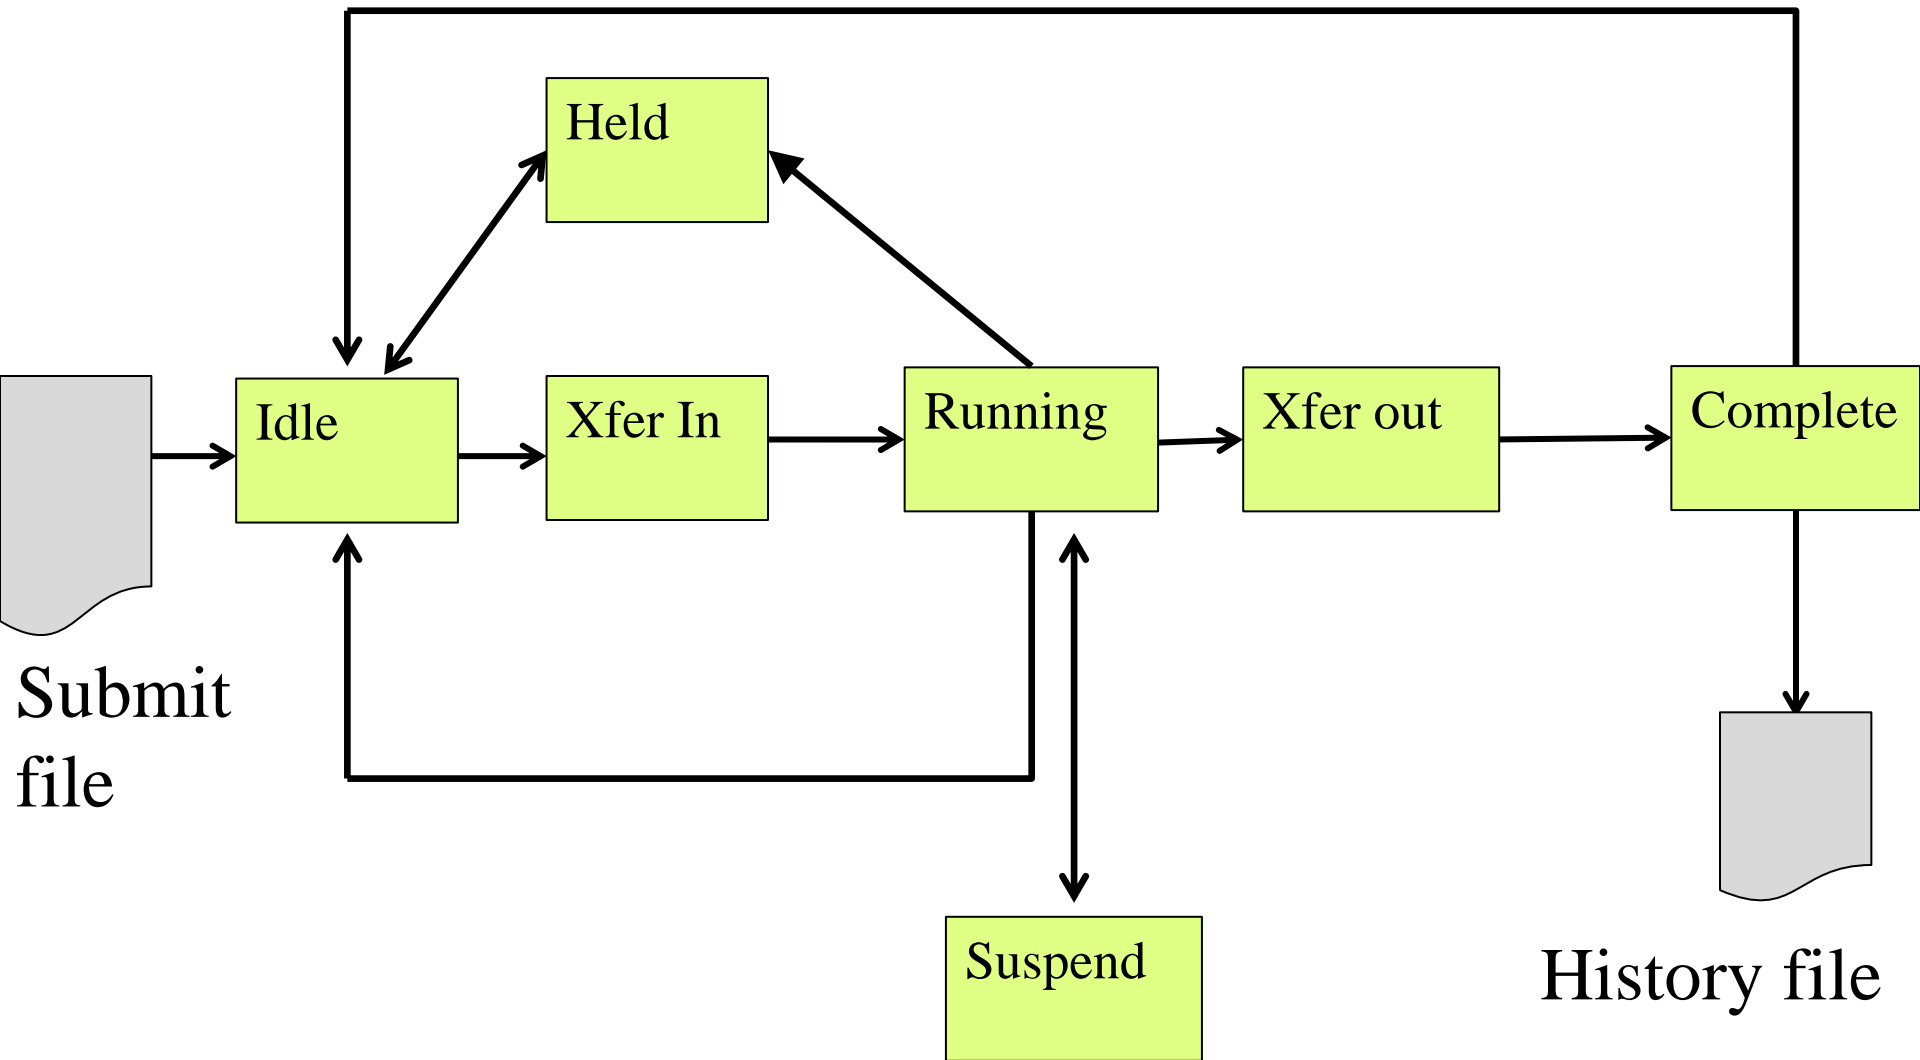 Held
Idle
Xfer In
Running
Xfer out
Complete
Submit
file
Suspend
History file